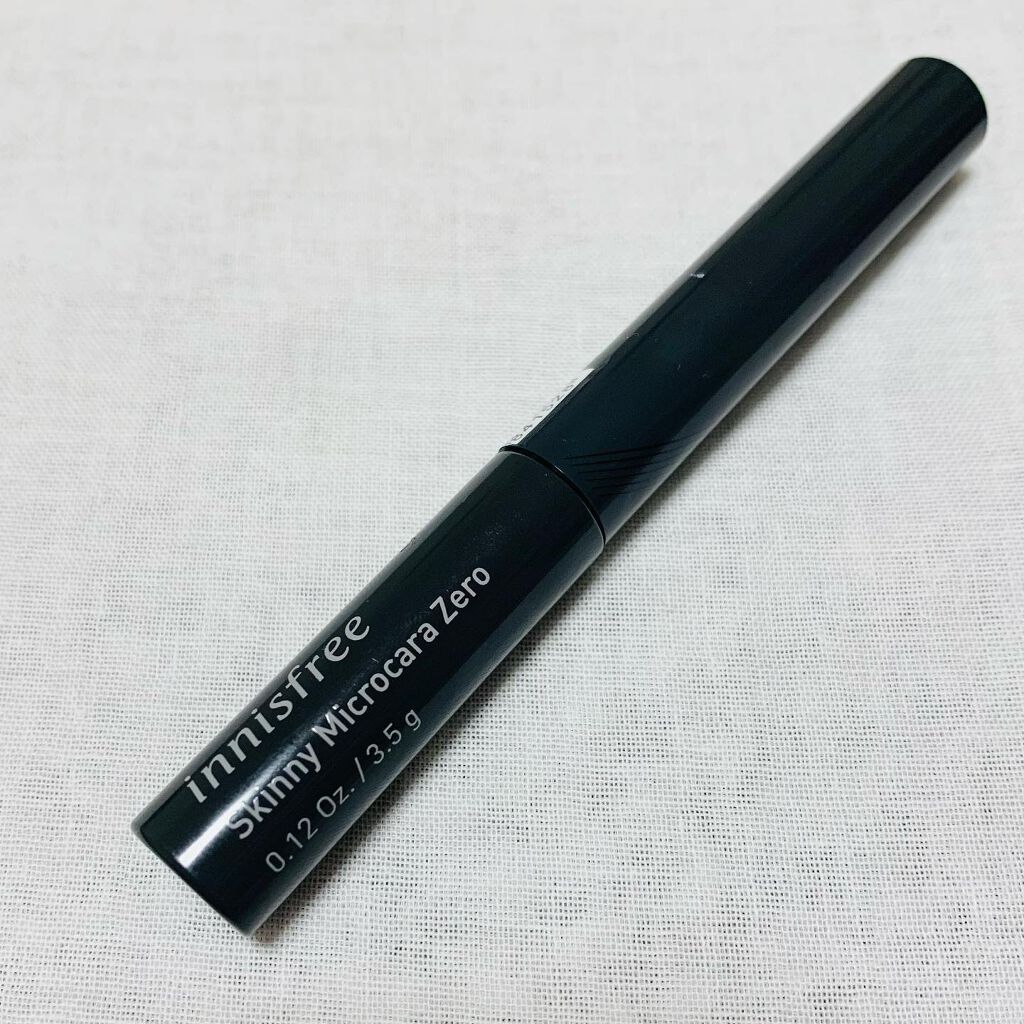 innisfree
Skinny Microcara Zero
0.12 Oz. / 3.5 g